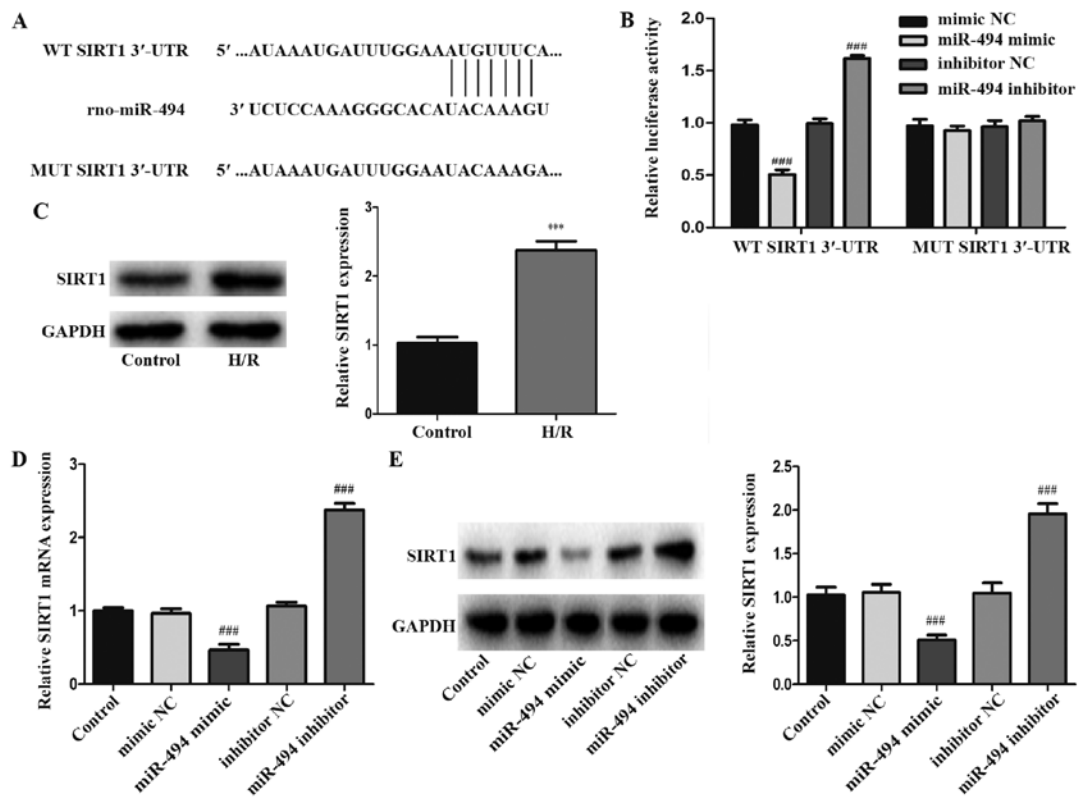 A
WT SIRT1 3′-UTR 5′ ...AUAAAUGAUUUGGAAAUGUUUCA...
rno-miR-494 3′ UCUCCAAAGGGCACAUACAAAGU
MUT SIRT1 3′-UTR 5′ ...AUAAAUGAUUUGGAAUACAAAGA...
B
Relative luciferase activity
2.0
1.5
1.0
0.5
0.0
mimic NC
miR-494 mimic
inhibitor NC
miR-494 inhibitor
###
###
WT SIRT1 3′-UTR
MUT SIRT1 3′-UTR
C
SIRT1
GAPDH
Control
H/R
Relative SIRT1 expression
3
2
1
0
***
Control
H/R
D
Relative SIRT1 mRNA expression
3
2
1
0
###
###
Control
mimic NC
miR-494 mimic
inhibitor NC
miR-494 inhibitor
E
SIRT1
GAPDH
Control
mimic NC
miR-494 mimic
inhibitor NC
miR-494 inhibitor
Relative SIRT1 expression
2.5
2.0
1.5
1.0
0.5
0.0
###
###
Control
mimic NC
miR-494 mimic
inhibitor NC
miR-494 inhibitor